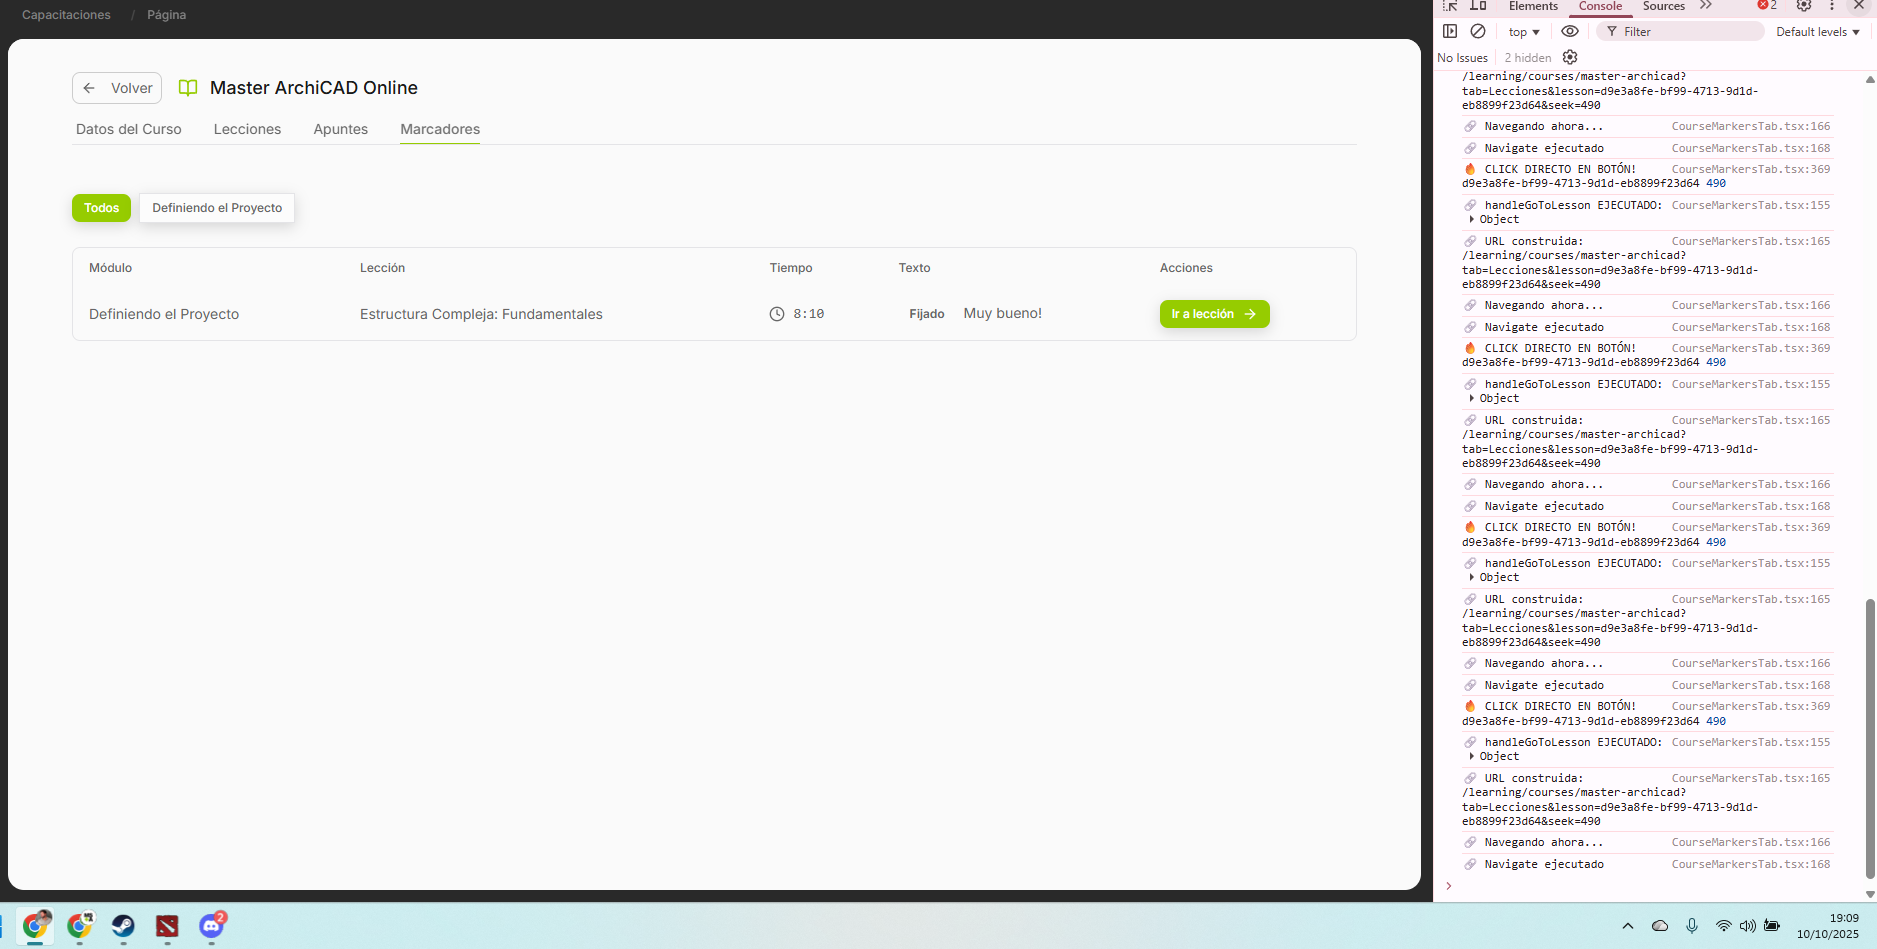 Capacitaciones / Página
Volver
Master ArchiCAD Online
Datos del Curso
Lecciones
Apuntes
Marcadores
Todos
Definiendo el Proyecto
Módulo
Lección
Tiempo
Texto
Acciones
Definiendo el Proyecto
Estructura Compleja: Fundamentales
8:10
Fijado
Muy bueno!
Ir a lección
Elements
Console
Sources
2
top
Filter
Default levels
No Issues
2 hidden
/learning/courses/master-archicad?
tab=Lecciones&lesson=d9e3a8fe-bf99-4713-9d1d-
eb8899f23d64&seek=490
Navegando ahora... CourseMarkersTab.tsx:166
Navigate ejecutado CourseMarkersTab.tsx:168
🔥 CLICK DIRECTO EN BOTÓN! CourseMarkersTab.tsx:369
d9e3a8fe-bf99-4713-9d1d-eb8899f23d64 490
handleGoToLesson EJECUTADO: CourseMarkersTab.tsx:155
Object
URL construida: CourseMarkersTab.tsx:165
/learning/courses/master-archicad?
tab=Lecciones&lesson=d9e3a8fe-bf99-4713-9d1d-
eb8899f23d64&seek=490
Navegando ahora... CourseMarkersTab.tsx:166
Navigate ejecutado CourseMarkersTab.tsx:168
🔥 CLICK DIRECTO EN BOTÓN! CourseMarkersTab.tsx:369
d9e3a8fe-bf99-4713-9d1d-eb8899f23d64 490
handleGoToLesson EJECUTADO: CourseMarkersTab.tsx:155
Object
URL construida: CourseMarkersTab.tsx:165
/learning/courses/master-archicad?
tab=Lecciones&lesson=d9e3a8fe-bf99-4713-9d1d-
eb8899f23d64&seek=490
Navegando ahora... CourseMarkersTab.tsx:166
Navigate ejecutado CourseMarkersTab.tsx:168
🔥 CLICK DIRECTO EN BOTÓN! CourseMarkersTab.tsx:369
d9e3a8fe-bf99-4713-9d1d-eb8899f23d64 490
handleGoToLesson EJECUTADO: CourseMarkersTab.tsx:155
Object
URL construida: CourseMarkersTab.tsx:165
/learning/courses/master-archicad?
tab=Lecciones&lesson=d9e3a8fe-bf99-4713-9d1d-
eb8899f23d64&seek=490
Navegando ahora... CourseMarkersTab.tsx:166
Navigate ejecutado CourseMarkersTab.tsx:168
🔥 CLICK DIRECTO EN BOTÓN! CourseMarkersTab.tsx:369
d9e3a8fe-bf99-4713-9d1d-eb8899f23d64 490
handleGoToLesson EJECUTADO: CourseMarkersTab.tsx:155
Object
URL construida: CourseMarkersTab.tsx:165
/learning/courses/master-archicad?
tab=Lecciones&lesson=d9e3a8fe-bf99-4713-9d1d-
eb8899f23d64&seek=490
Navegando ahora... CourseMarkersTab.tsx:166
Navigate ejecutado CourseMarkersTab.tsx:168
2
19:09
10/10/2025